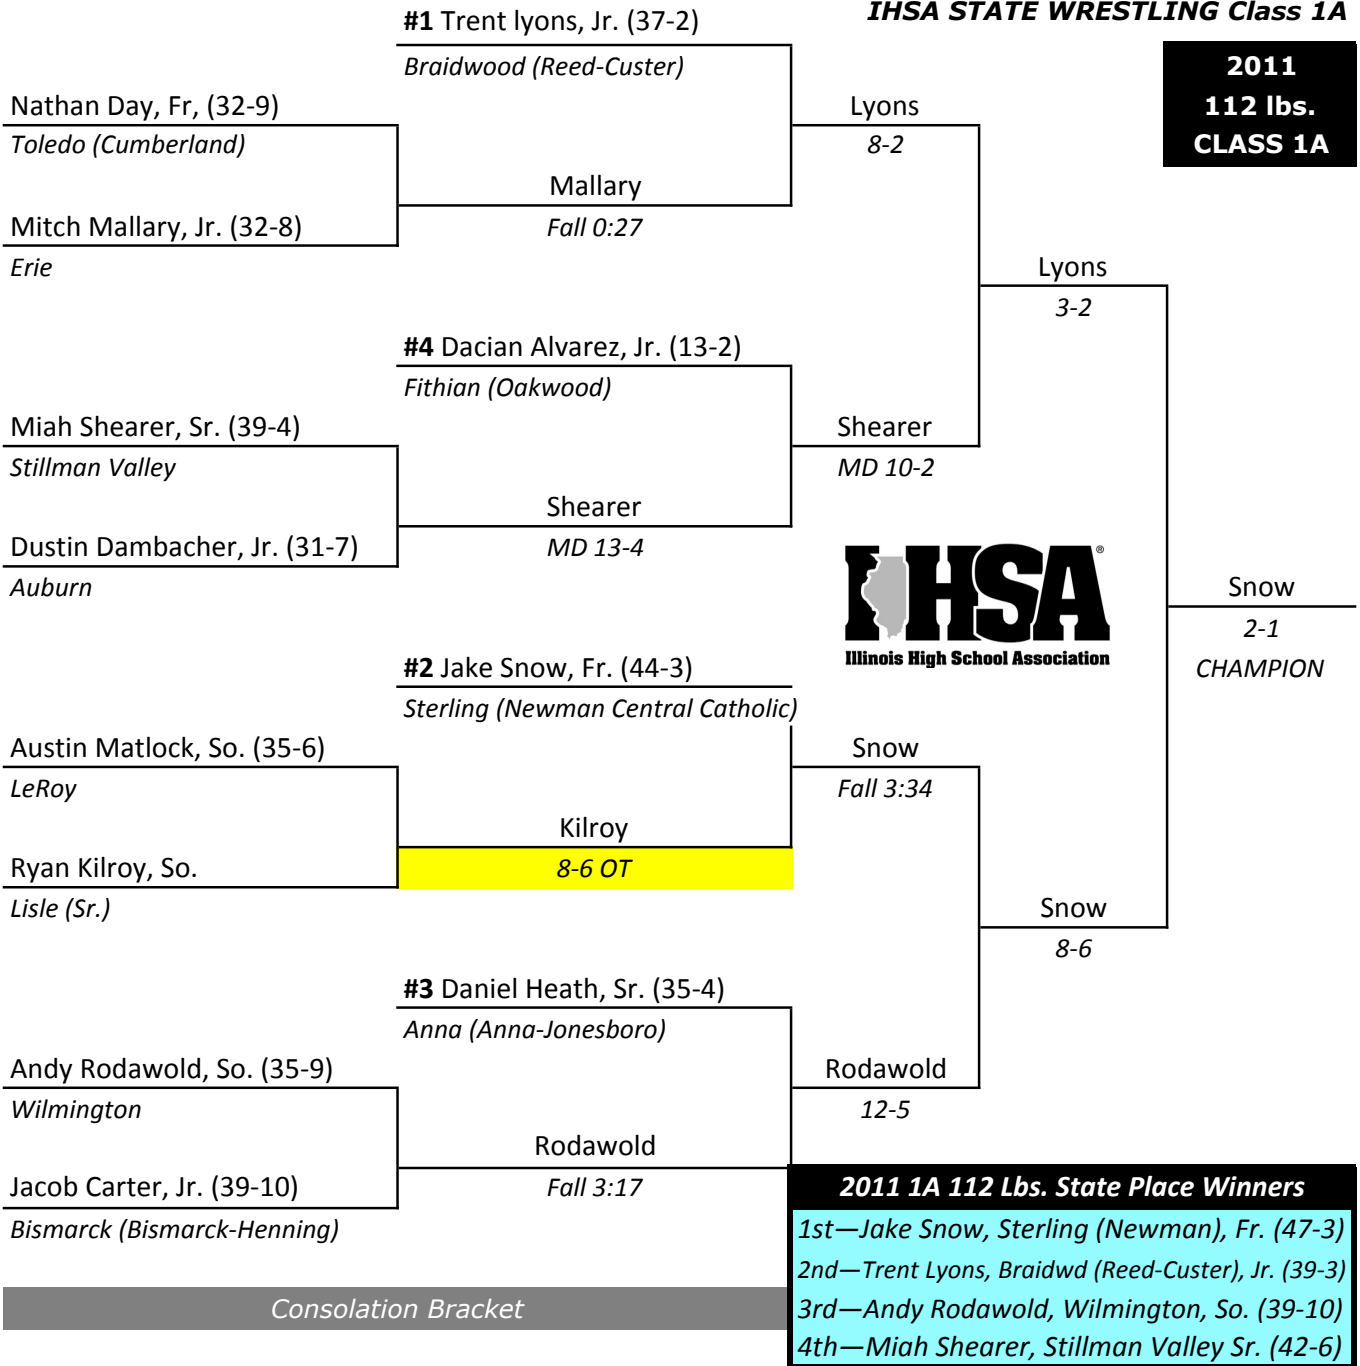 IHSA STATE WRESTLING Class 1A
2011
112 lbs.
CLASS 1A
#1 Trent lyons, Jr. (37-2)
Braidwood (Reed-Custer)
Nathan Day, Fr, (32-9)
Toledo (Cumberland)
Lyons
8-2
Mallary
Fall 0:27
Mitch Mallary, Jr. (32-8)
Erie
Lyons
3-2
#4 Dacian Alvarez, Jr. (13-2)
Fithian (Oakwood)
Miah Shearer, Sr. (39-4)
Stillman Valley
Shearer
MD 10-2
Shearer
MD 13-4
Dustin Dambacher, Jr. (31-7)
Auburn
IHSA®
Illinois High School Association
Snow
2-1
CHAMPION
#2 Jake Snow, Fr. (44-3)
Sterling (Newman Central Catholic)
Austin Matlock, So. (35-6)
LeRoy
Snow
Fall 3:34
Kilroy
8-6 OT
Ryan Kilroy, So.
Lisle (Sr.)
Snow
8-6
#3 Daniel Heath, Sr. (35-4)
Anna (Anna-Jonesboro)
Andy Rodawold, So. (35-9)
Wilmington
Rodawold
12-5
Rodawold
Fall 3:17
Jacob Carter, Jr. (39-10)
Bismarck (Bismarck-Henning)
2011 1A 112 Lbs. State Place Winners
1st—Jake Snow, Sterling (Newman), Fr. (47-3)
2nd—Trent Lyons, Braidwd (Reed-Custer), Jr. (39-3)
3rd—Andy Rodawold, Wilmington, So. (39-10)
4th—Miah Shearer, Stillman Valley Sr. (42-6)
Consolation Bracket